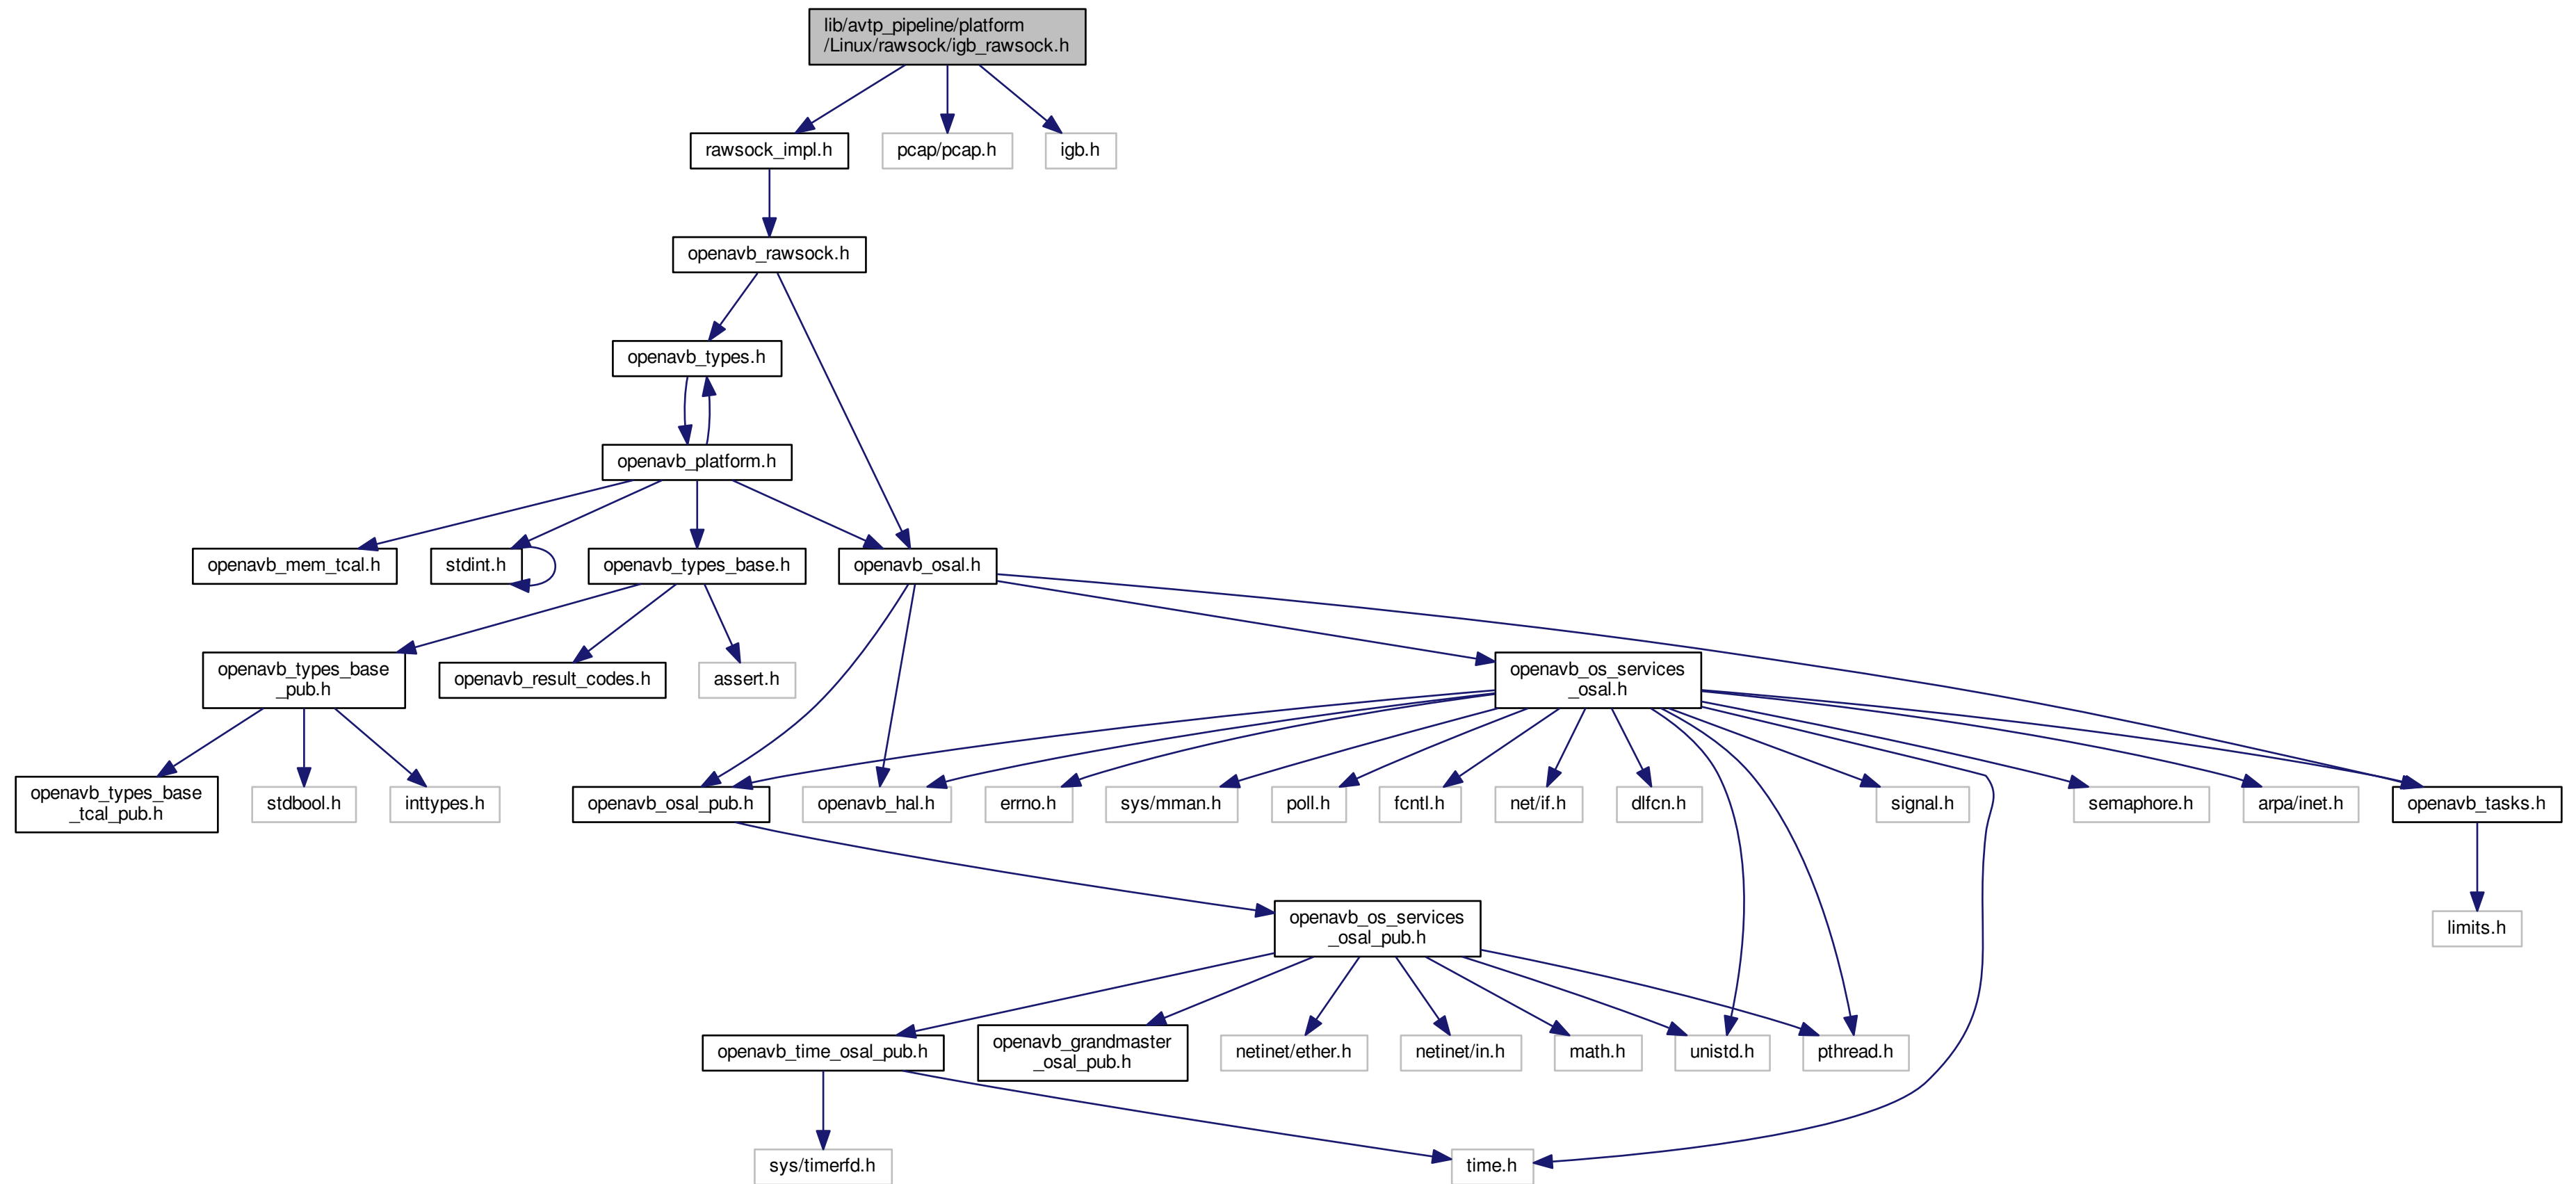 lib/avtp_pipeline/platform
/Linux/rawsock/igb_rawsock.h
rawsock_impl.h
pcap/pcap.h
igb.h
openavb_rawsock.h
openavb_types.h
openavb_platform.h
openavb_mem_tcal.h
stdint.h
openavb_types_base.h
openavb_osal.h
openavb_types_base
_pub.h
openavb_result_codes.h
assert.h
openavb_os_services
_osal.h
openavb_types_base
_tcal_pub.h
stdbool.h
inttypes.h
openavb_osal_pub.h
openavb_hal.h
errno.h
sys/mman.h
poll.h
fcntl.h
net/if.h
dlfcn.h
signal.h
semaphore.h
arpa/inet.h
openavb_tasks.h
openavb_os_services
_osal_pub.h
limits.h
openavb_time_osal_pub.h
openavb_grandmaster
_osal_pub.h
netinet/ether.h
netinet/in.h
math.h
unistd.h
pthread.h
sys/timerfd.h
time.h